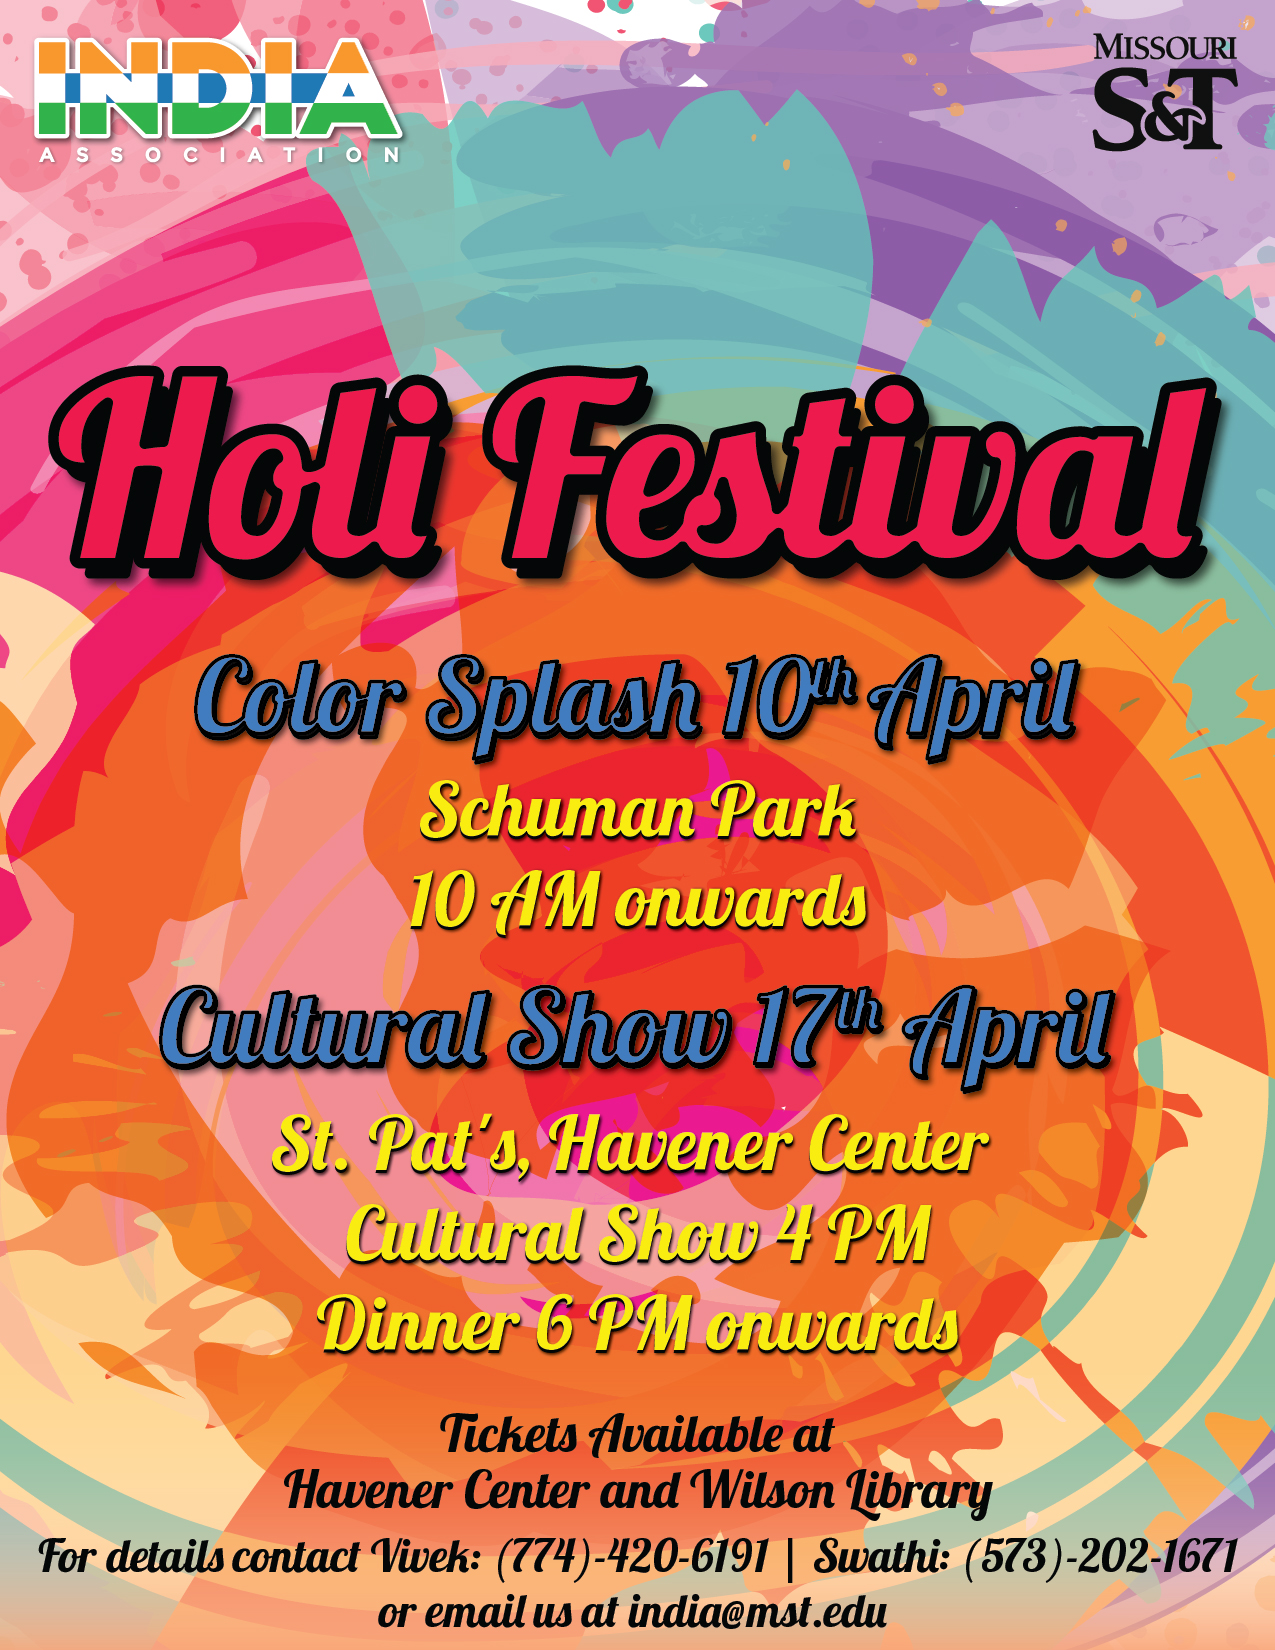 INDIA
ASSOCIATION
MISSOURI
S&T
Holi Festival
Color Splash 10th April
Schuman Park
10 AM onwards
Cultural Show 17th April
St. Pat's, Havener Center
Cultural Show 4 PM
Dinner 6 PM onwards
Tickets Available at
Havener Center and Wilson Library
For details contact Vivek: (774)-420-6191 | Swathi: (573)-202-1671
or email us at india@mst.edu